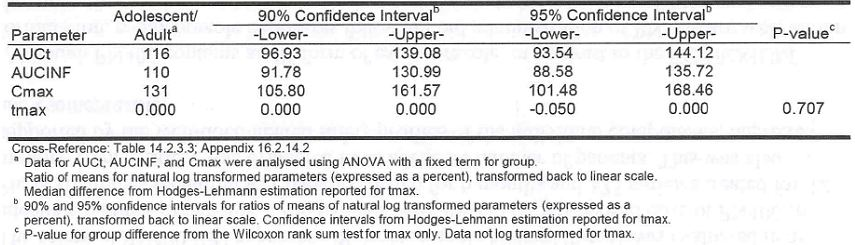 Adolescent/ 90% Confidence Interval^b 95% Confidence Interval^b
Parameter Adult^a -Lower- -Upper- -Lower- -Upper- P-value^c
AUCt 116 96.93 139.08 93.54 144.12
AUCINF 110 91.78 130.99 88.58 135.72
Cmax 131 105.80 161.57 101.48 168.46
tmax 0.000 0.000 0.000 -0.050 0.000 0.707
Cross-Reference: Table 14.2.3.3; Appendix 16.2.14.2
a Data for AUCt, AUCINF, and Cmax were analysed using ANOVA with a fixed term for group.
Ratio of means for natural log transformed parameters (expressed as a percent), transformed back to linear scale.
Median difference from Hodges-Lehmann estimation reported for tmax.
b 90% and 95% confidence intervals for ratios of means of natural log transformed parameters (expressed as a
percent), transformed back to linear scale. Confidence intervals from Hodges-Lehmann estimation reported for tmax.
c P-value for group difference from the Wilcoxon rank sum test for tmax only. Data not log transformed for tmax.